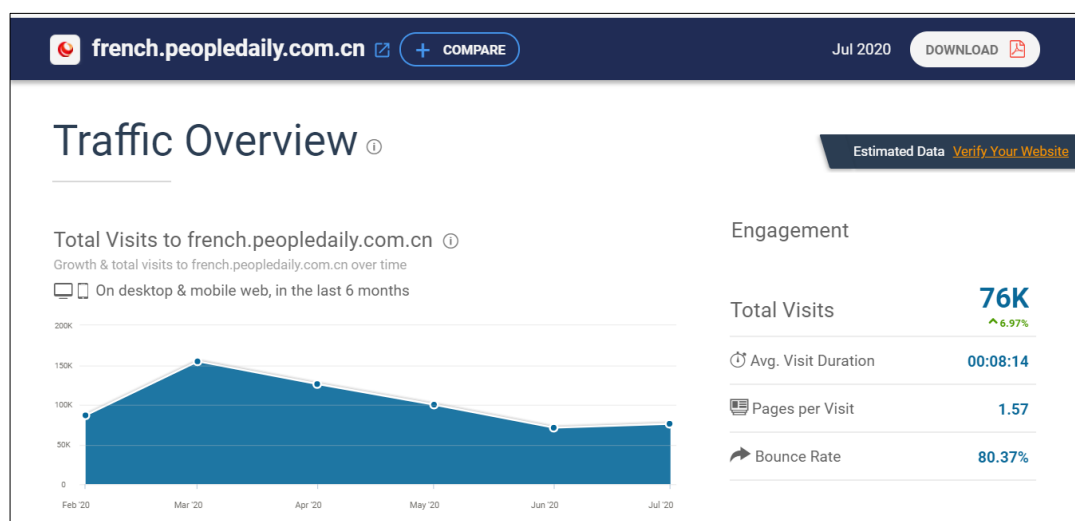 french.peopledaily.com.cn + COMPARE Jul 2020 DOWNLOAD
Traffic Overview
Estimated Data Verify Your Website
Total Visits to french.peopledaily.com.cn
Growth & total visits to french.peopledaily.com.cn over time
On desktop & mobile web, in the last 6 months
200K
150K
100K
50K
0
Feb '20 Mar '20 Apr '20 May '20 Jun '20 Jul '20
Engagement
Total Visits 76K
6.97%
Avg. Visit Duration 00:08:14
Pages per Visit 1.57
Bounce Rate 80.37%